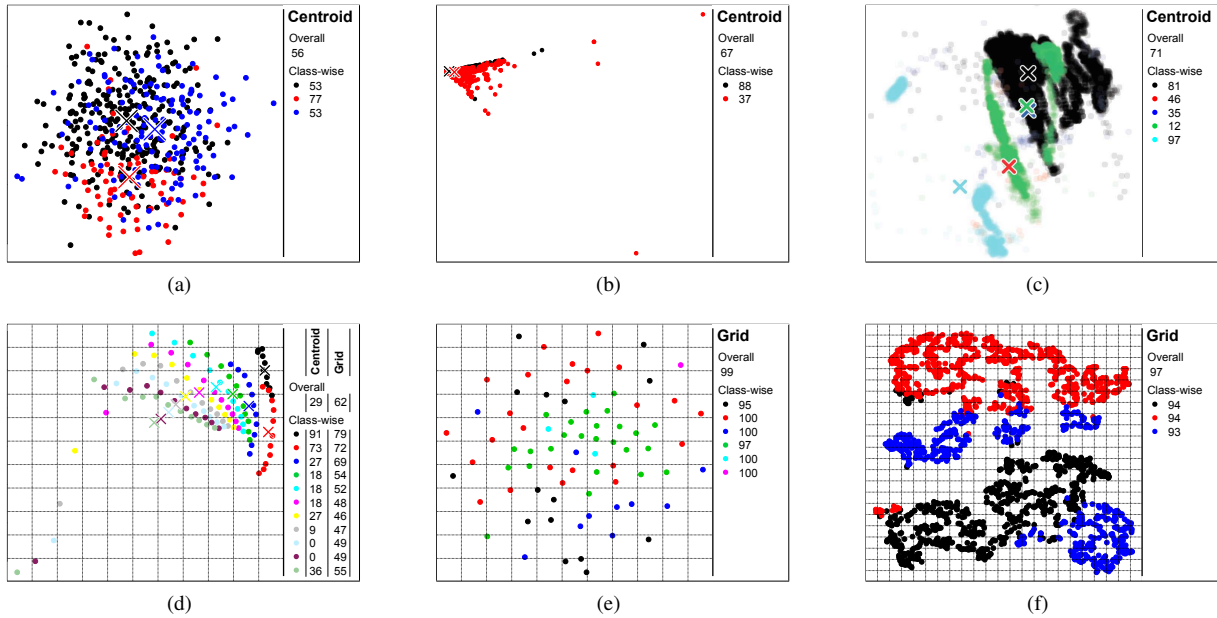 Centroid
Overall
56
Class-wise
53
77
53
(a)
Centroid
Overall
67
Class-wise
88
37
(b)
Centroid
Overall
71
Class-wise
81
46
35
12
97
(c)
Centroid
Grid
Overall
29 62
Class-wise
91 79
73 72
27 69
18 54
18 52
18 48
27 46
9 47
0 49
0 49
36 55
(d)
Grid
Overall
99
Class-wise
95
100
100
97
100
100
(e)
Grid
Overall
97
Class-wise
94
94
93
(f)